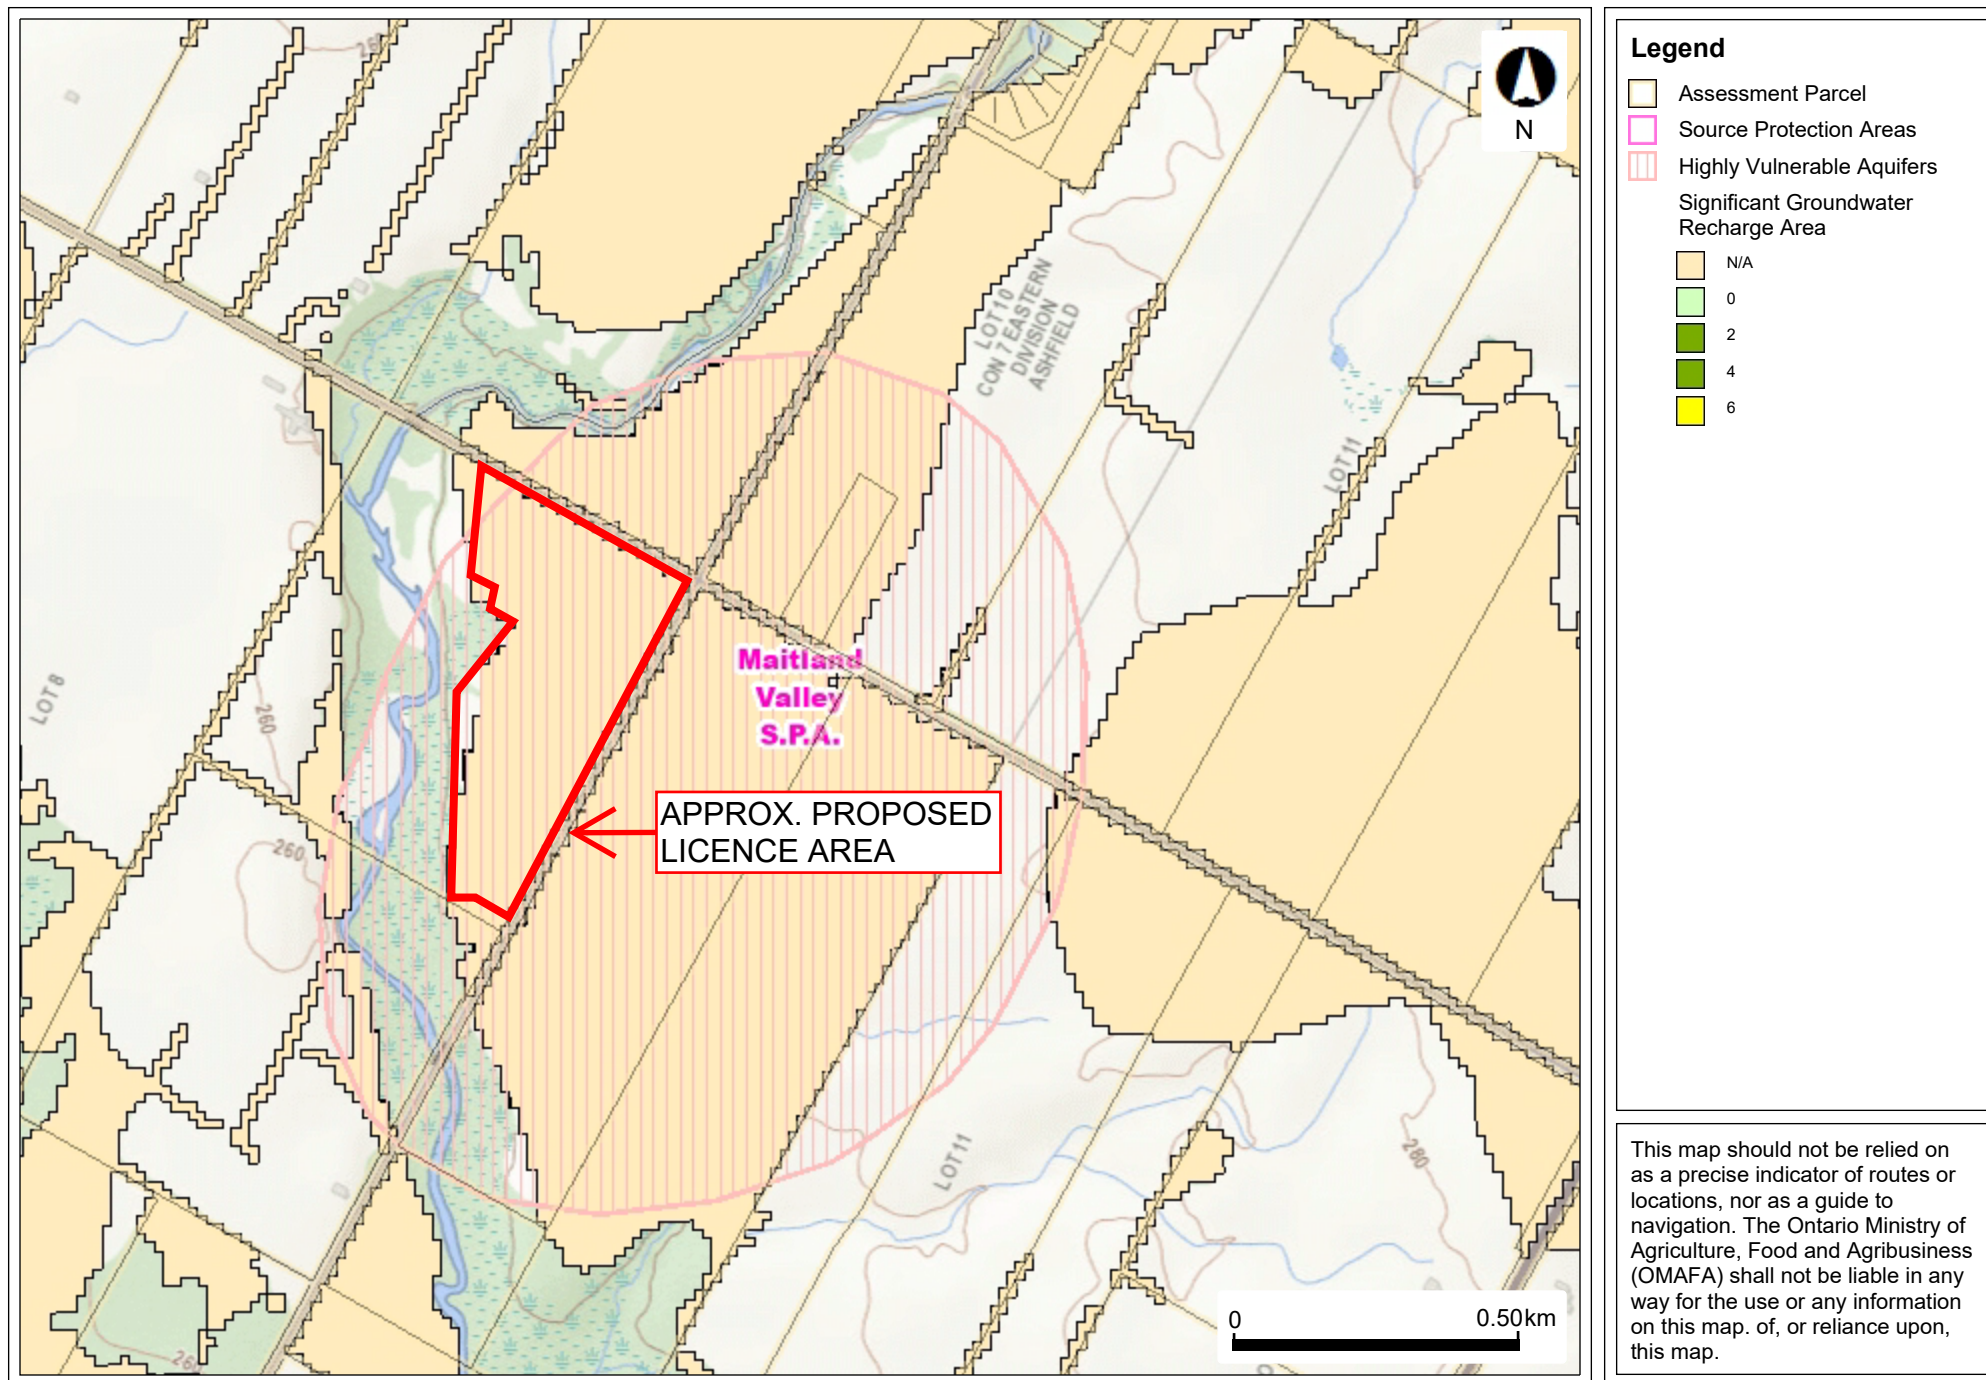 N
260
LOT 10
CON 7 EASTERN
DIVISION
ASHFIELD
LOT 11
LOT 8
260
Maitland
Valley
S.P.A.
APPROX. PROPOSED
LICENCE AREA
260
LOT 11
280
260
0 0.50km
Legend
Assessment Parcel
Source Protection Areas
Highly Vulnerable Aquifers
Significant Groundwater
Recharge Area
N/A
0
2
4
6
This map should not be relied on
as a precise indicator of routes or
locations, nor as a guide to
navigation. The Ontario Ministry of
Agriculture, Food and Agribusiness
(OMAFA) shall not be liable in any
way for the use or any information
on this map. of, or reliance upon,
this map.